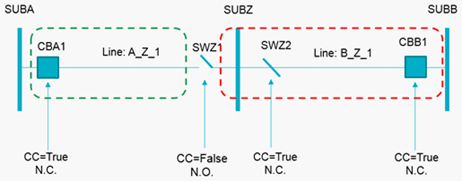 SUBA SUBZ SUBB
CBA1 Line: A_Z_1 SWZ1 SWZ2 Line: B_Z_1 CBB1
CC=True CC=False CC=True CC=True
N.C. N.O. N.C. N.C.